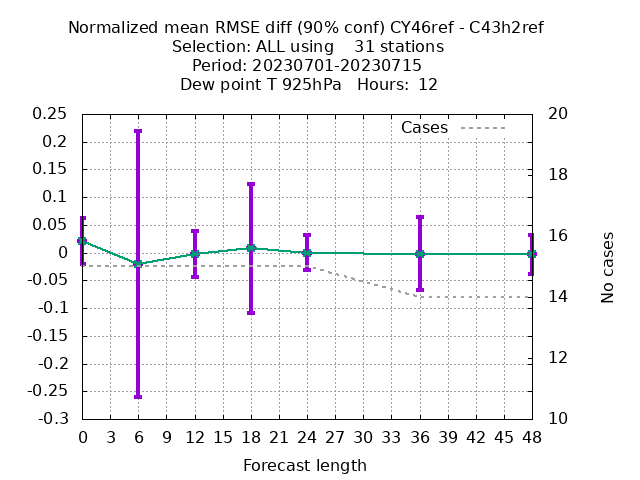 Normalized mean RMSE diff (90% conf) CY46ref - C43h2ref
Selection: ALL using 31 stations
Period: 20230701-20230715
Dew point T 925hPa Hours: 12
Cases
0.25
0.2
0.15
0.1
0.05
0
-0.05
-0.1
-0.15
-0.2
-0.25
-0.3
20
18
16
14
12
10
No cases
0 3 6 9 12 15 18 21 24 27 30 33 36 39 42 45 48
Forecast length